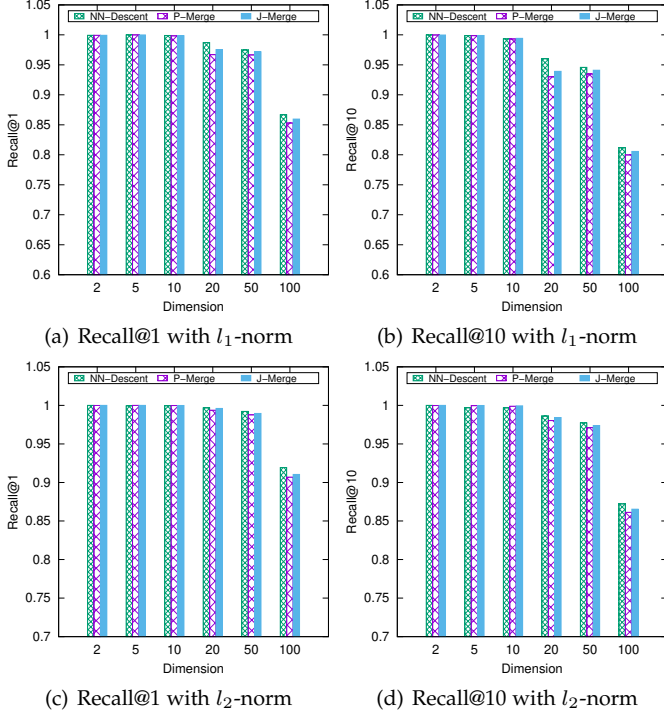 NN-Descent P-Merge J-Merge
1.05
1
0.95
0.9
0.85
0.8
0.75
0.7
0.65
0.6
Recall@1
2 5 10 20 50 100
Dimension
(a) Recall@1 with l₁-norm
NN-Descent P-Merge J-Merge
1.05
1
0.95
0.9
0.85
0.8
0.75
0.7
0.65
0.6
Recall@10
2 5 10 20 50 100
Dimension
(b) Recall@10 with l₁-norm
NN-Descent P-Merge J-Merge
1.05
1
0.95
0.9
0.85
0.8
0.75
0.7
Recall@1
2 5 10 20 50 100
Dimension
(c) Recall@1 with l₂-norm
NN-Descent P-Merge J-Merge
1.05
1
0.95
0.9
0.85
0.8
0.75
0.7
Recall@10
2 5 10 20 50 100
Dimension
(d) Recall@10 with l₂-norm